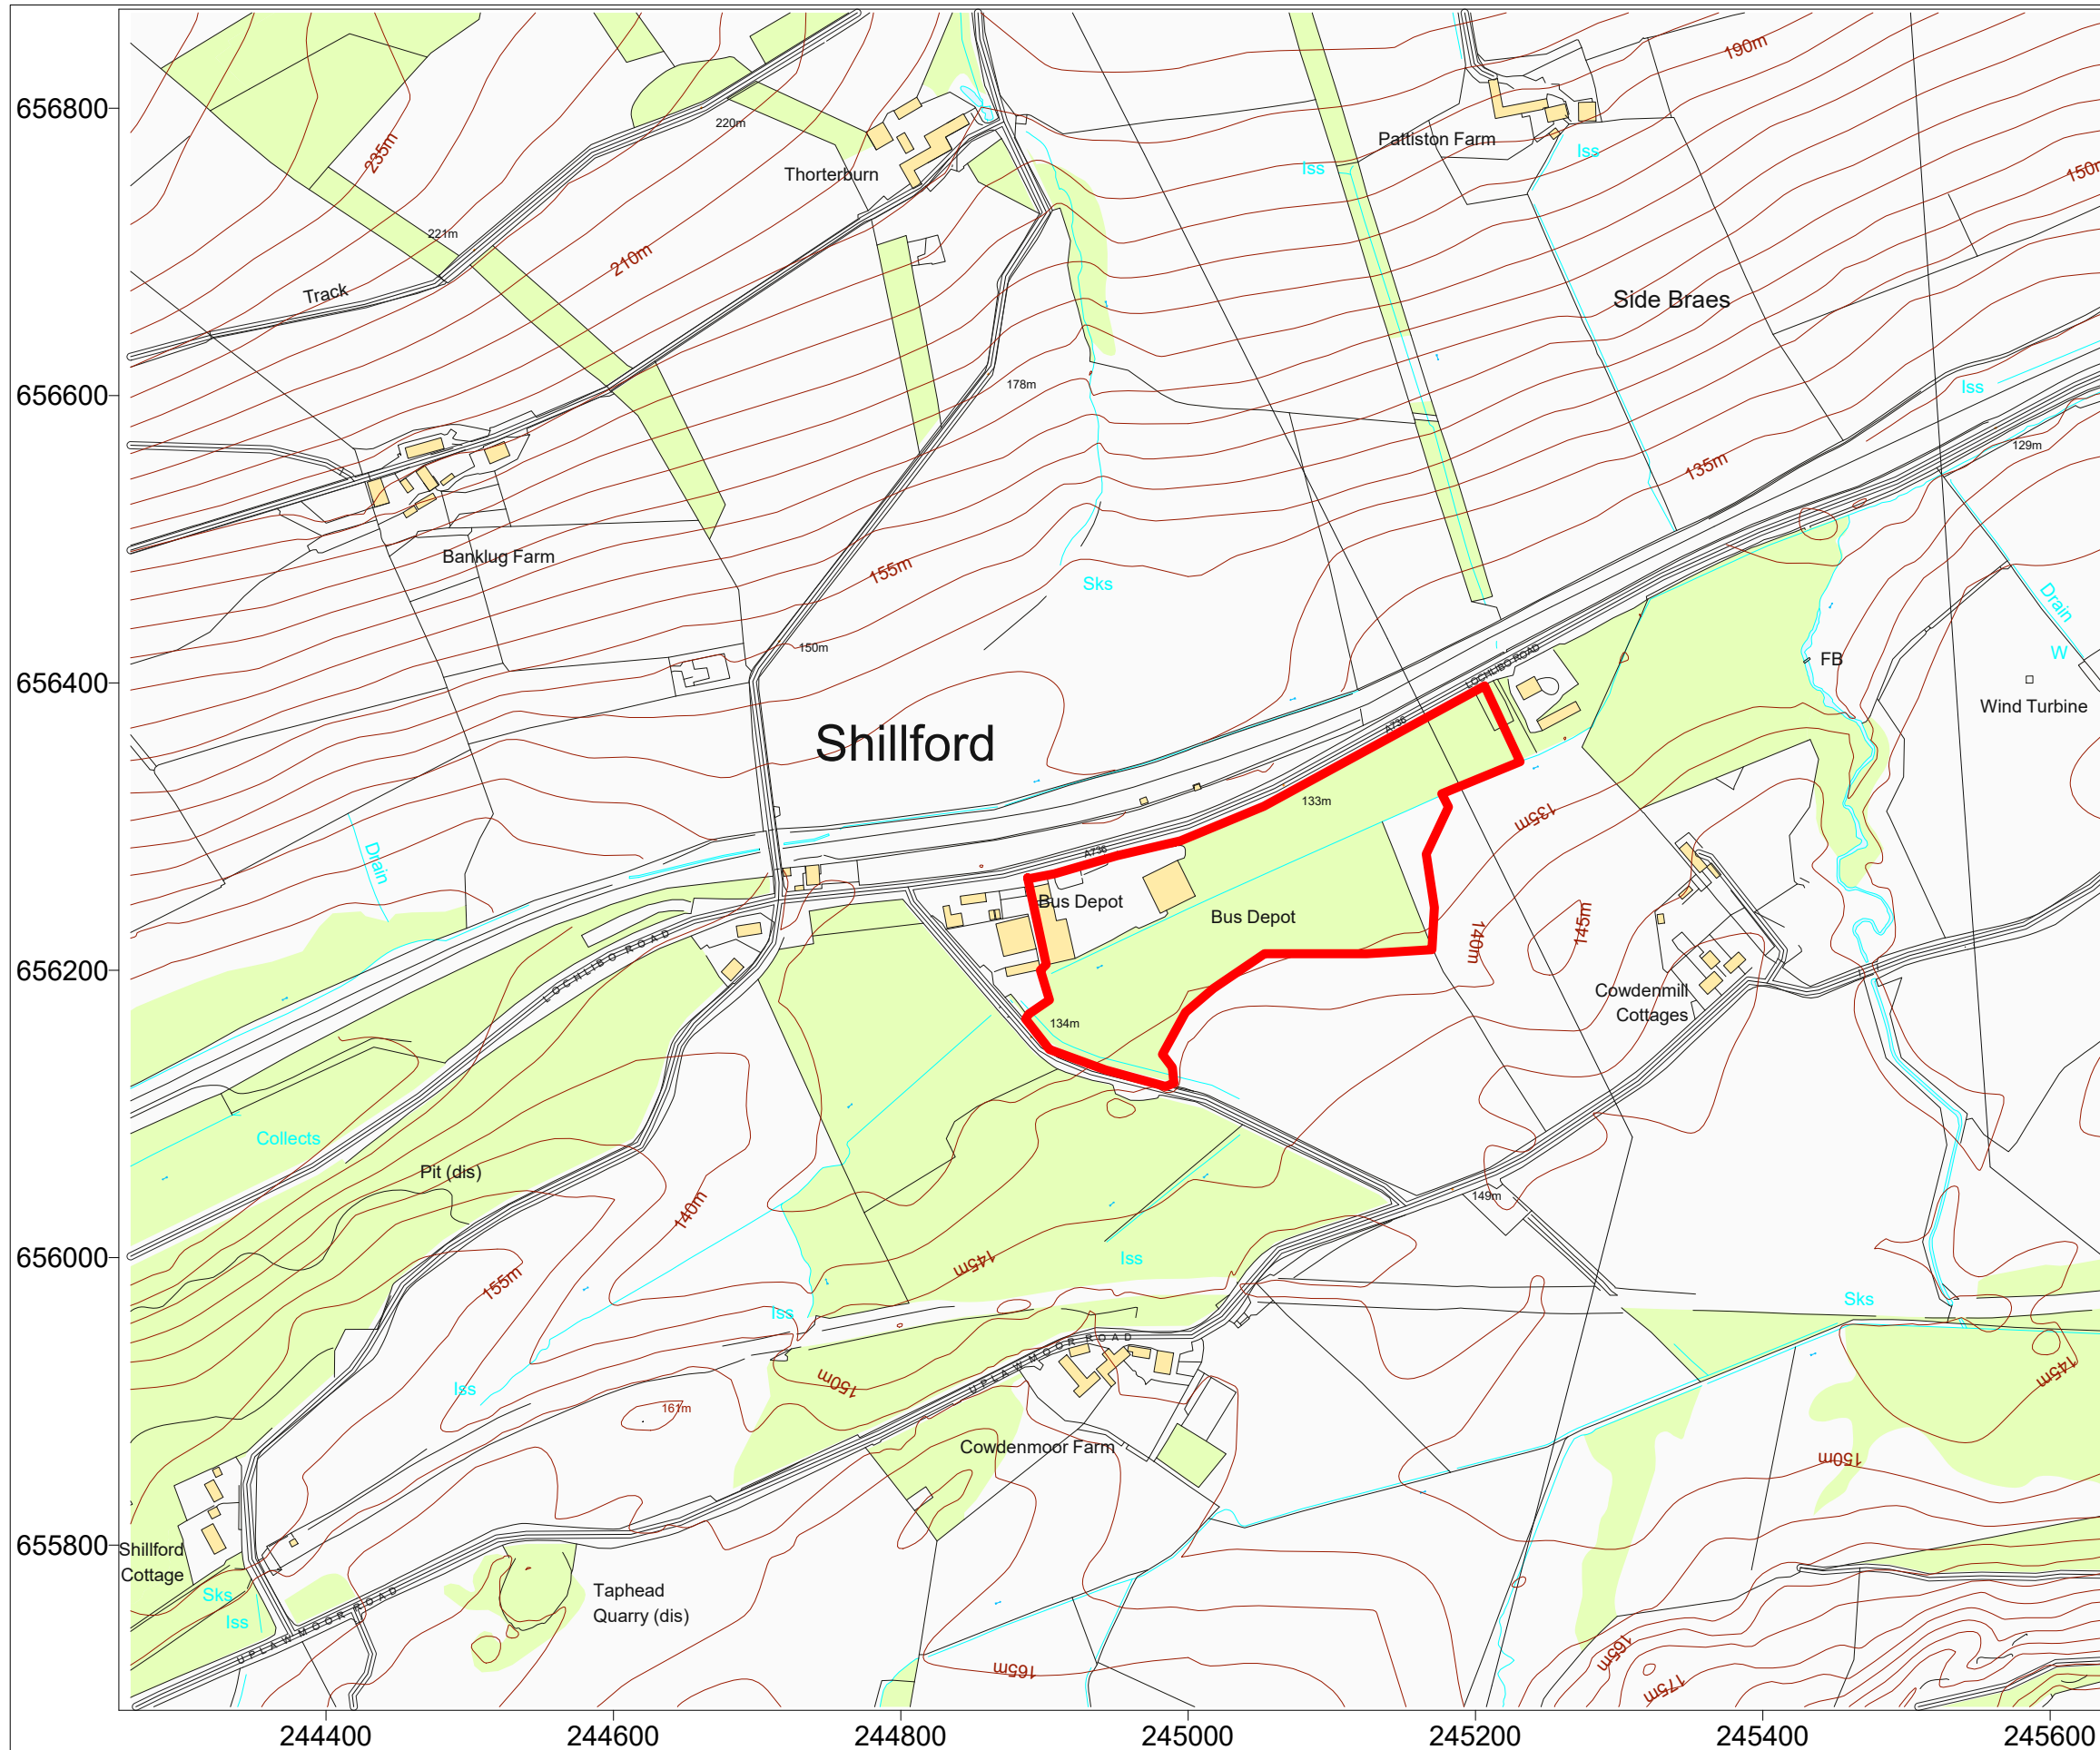 656800
656600
656400
656200
656000
655800
244400
244600
244800
245000
245200
245400
245600
190m
235m
220m
Thorterburn
Pattiston Farm
Iss
Iss
221m
210m
Track
Side Braes
178m
Iss
129m
135m
Banklug Farm
155m
Sks
Drain
150m
FB
W
Wind Turbine
LOCHLIBO ROAD
Shillford
A736
133m
135m
Drain
A736
Bus Depot
Bus Depot
140m
145m
LOCHLIBO ROAD
Cowdenmill
Cottages
134m
Collects
Pit (dis)
140m
149m
155m
145m
Iss
Iss
Sks
UPLAWMOOR ROAD
150m
145m
Iss
161m
Cowdenmoor Farm
150m
Shillford
Cottage
Sks
Iss
Taphead
Quarry (dis)
UPLAWMOOR ROAD
165m
165m
175m